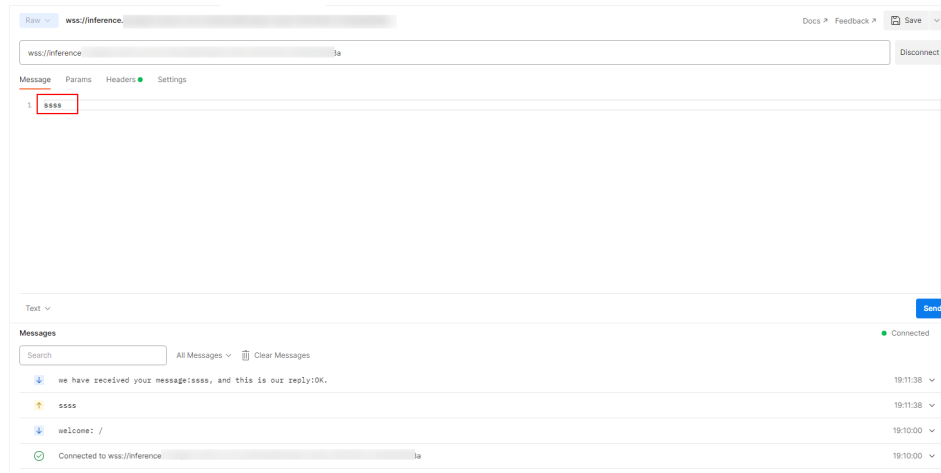 Raw wss://inference. Docs Feedback Save
wss://inference Disconnect
Message Params Headers Settings
1 ssss
Text Send
Messages Connected
Search All Messages Clear Messages
we have received your message:ssss, and this is our reply:OK. 19:11:38
ssss 19:11:38
welcome: / 19:10:00
Connected to wss://inference 19:10:00